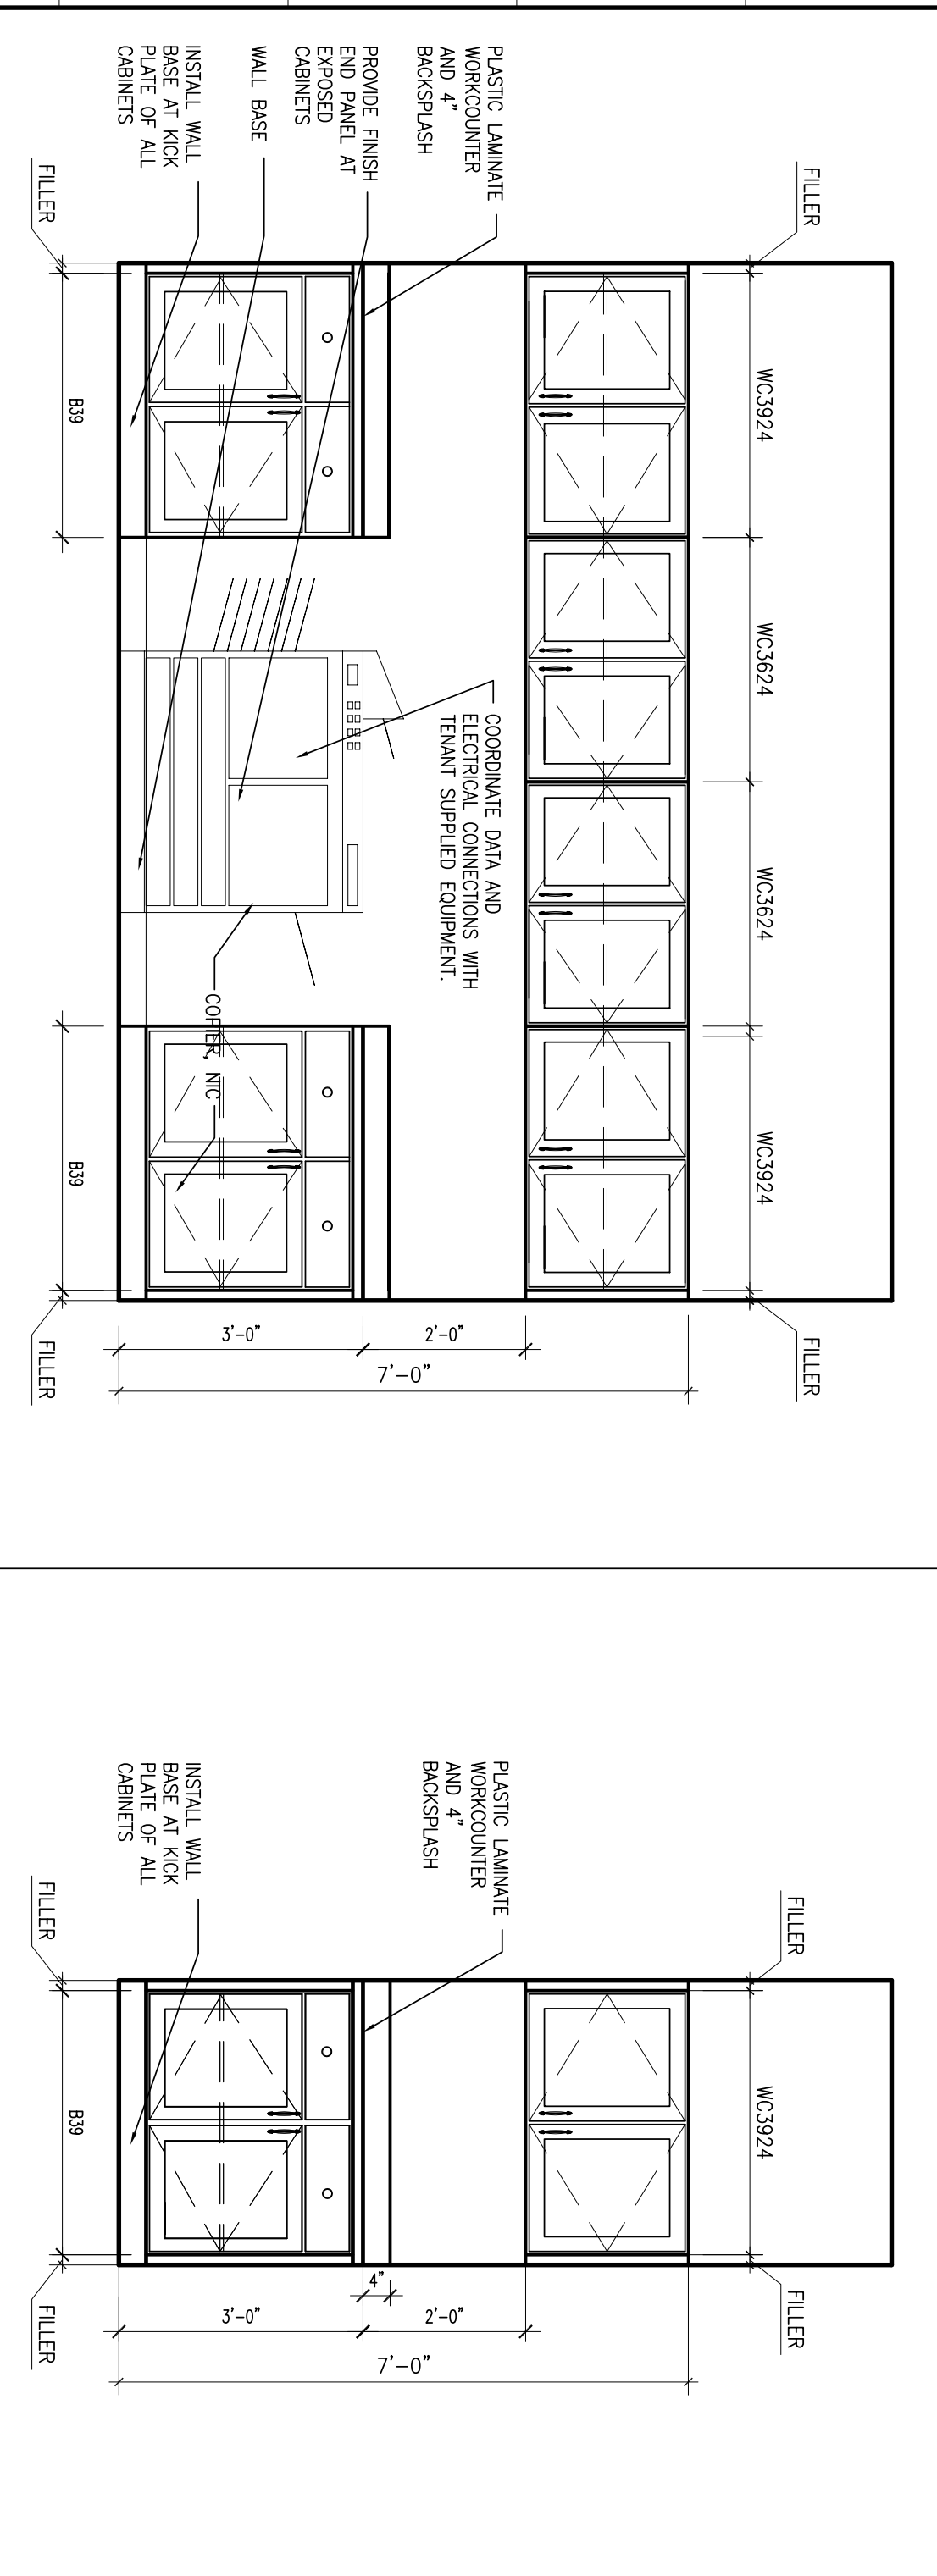 FILLER
WC3924
WC3624
WC3624
WC3924
FILLER
PLASTIC LAMINATE
WORKCOUNTER
AND 4"
BACKSPLASH
PROVIDE FINISH
END PANEL AT
EXPOSED
CABINETS
WALL BASE
INSTALL WALL
BASE AT KICK
PLATE OF ALL
CABINETS
COORDINATE DATA AND
ELECTRICAL CONNECTIONS WITH
TENANT SUPPLIED EQUIPMENT.
COPIER, NIC
2'-0"
3'-0"
7'-0"
FILLER
B39
B39
FILLER
FILLER
WC3924
FILLER
PLASTIC LAMINATE
WORKCOUNTER
AND 4"
BACKSPLASH
INSTALL WALL
BASE AT KICK
PLATE OF ALL
CABINETS
4"
2'-0"
3'-0"
7'-0"
FILLER
B39
FILLER